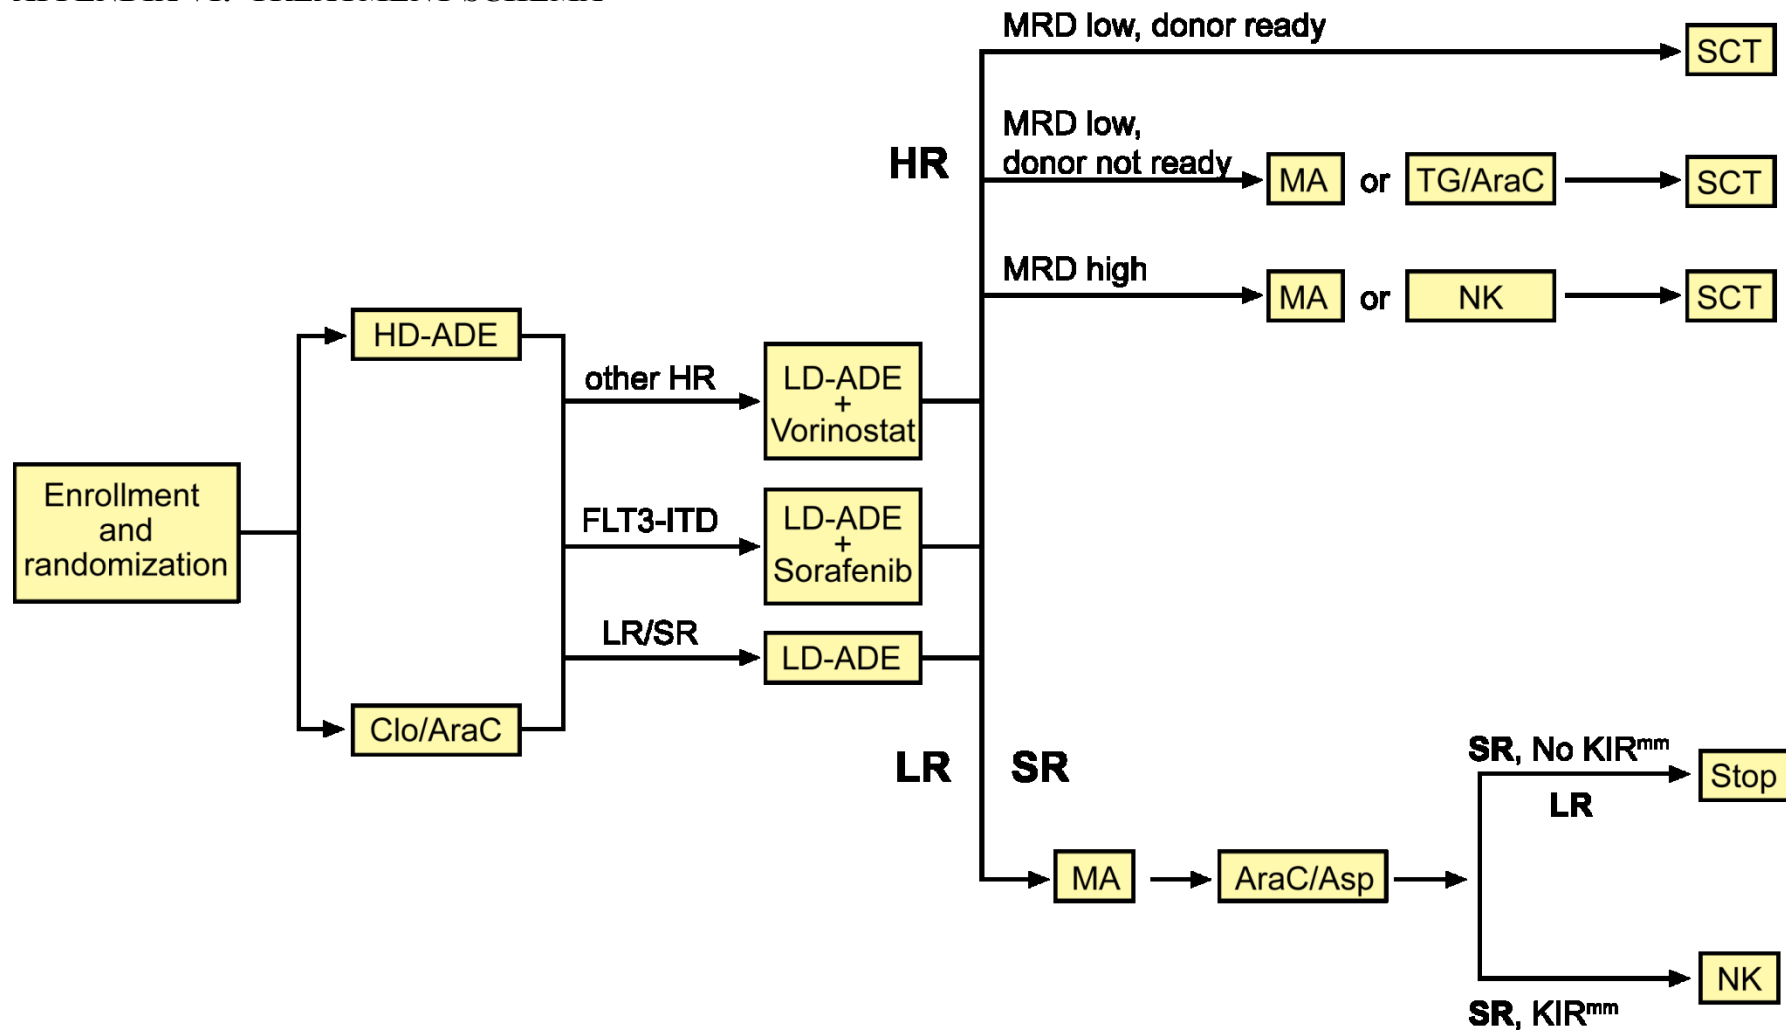 MRD low, donor ready
SCT
MRD low,
donor not ready
HR
MA or TG/AraC
SCT
MRD high
MA or NK
SCT
HD-ADE
other HR
LD-ADE
+
Vorinostat
Enrollment
and
randomization
FLT3-ITD
LD-ADE
+
Sorafenib
LR/SR
LD-ADE
Clo/AraC
LR SR
SR, No KIRᵐᵐ
LR
Stop
MA
AraC/Asp
NK
SR, KIRᵐᵐ